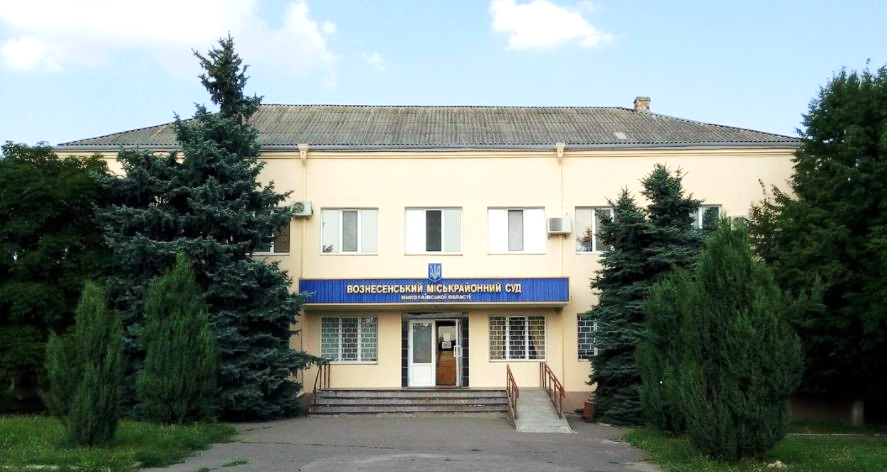 ВОЗНЕСЕНСЬКИЙ МІСЬКРАЙОННИЙ СУД
МИКОЛАЇВСЬКОЇ ОБЛАСТІ